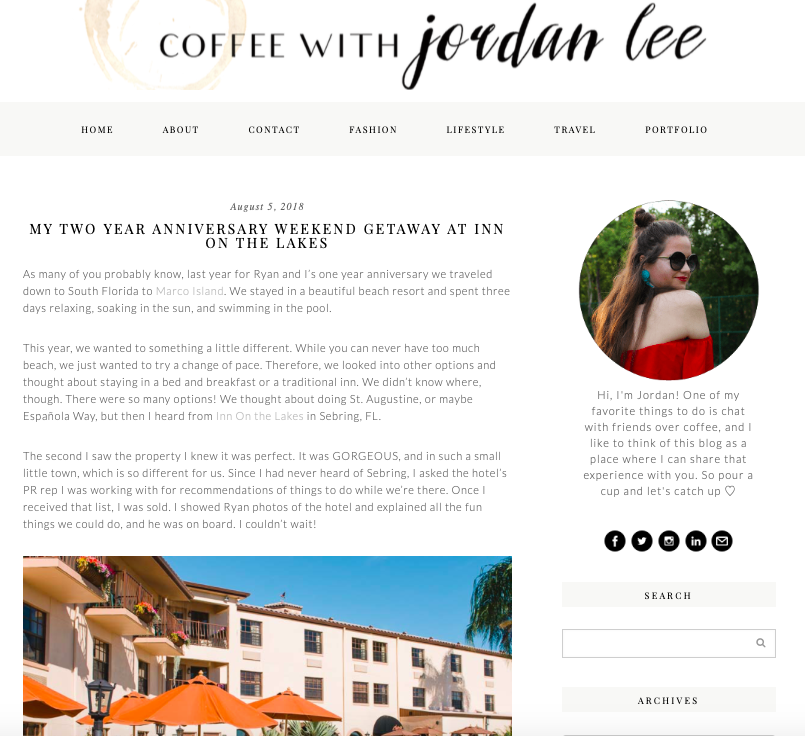 COFFEE WITH jordan lee
HOME ABOUT CONTACT FASHION LIFESTYLE TRAVEL PORTFOLIO
August 5, 2018
MY TWO YEAR ANNIVERSARY WEEKEND GETAWAY AT INN
ON THE LAKES
As many of you probably know, last year for Ryan and I's one year anniversary we traveled
down to South Florida to Marco Island. We stayed in a beautiful beach resort and spent three
days relaxing, soaking in the sun, and swimming in the pool.
This year, we wanted to something a little different. While you can never have too much
beach, we just wanted to try a change of pace. Therefore, we looked into other options and
thought about staying in a bed and breakfast or a traditional inn. We didn't know where,
though. There were so many options! We thought about doing St. Augustine, or maybe
Española Way, but then I heard from Inn On the Lakes in Sebring, FL.
The second I saw the property I knew it was perfect. It was GORGEOUS, and in such a small
little town, which is so different for us. Since I had never heard of Sebring, I asked the hotel's
PR rep I was working with for recommendations of things to do while we're there. Once I
received that list, I was sold. I showed Ryan photos of the hotel and explained all the fun
things we could do, and he was on board. I couldn't wait!
Hi, I'm Jordan! One of my
favorite things to do is chat
with friends over coffee, and I
like to think of this blog as a
place where I can share that
experience with you. So pour a
cup and let's catch up ♡
SEARCH
ARCHIVES